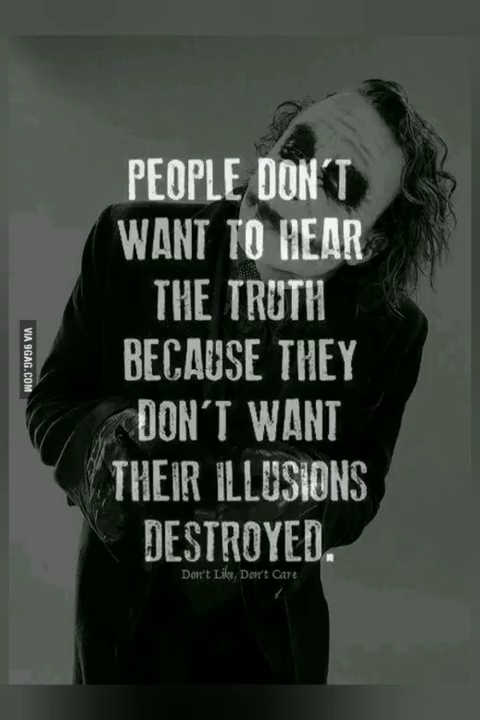 PEOPLE DON'T
WANT TO HEAR
THE TRUTH
BECAUSE THEY
DON'T WANT
THEIR ILLUSIONS
DESTROYED.
Don't Like, Don't Care
VIA 9GAG.COM